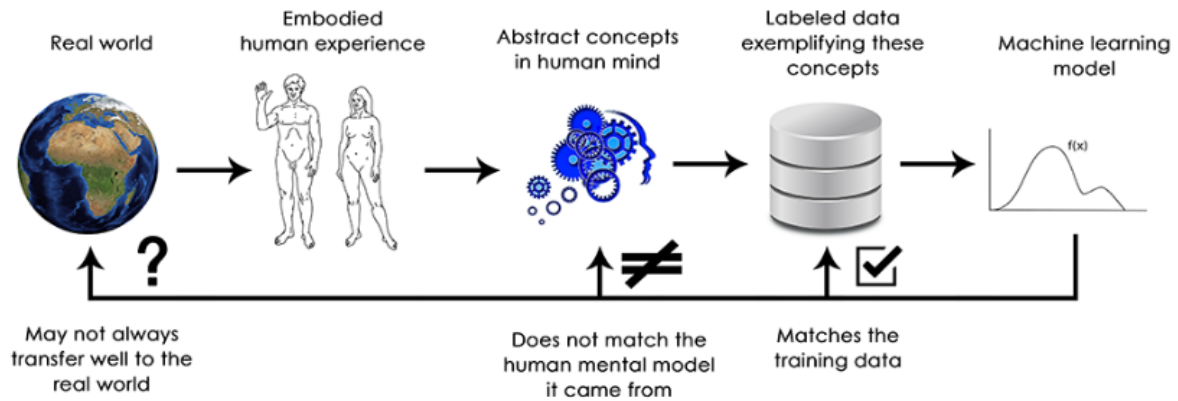 Real world
Embodied
human experience
Abstract concepts
in human mind
Labeled data
exemplifying these
concepts
Machine learning
model
f(x)
?
≠
May not always
transfer well to the
real world
Does not match the
human mental model
it came from
Matches the
training data